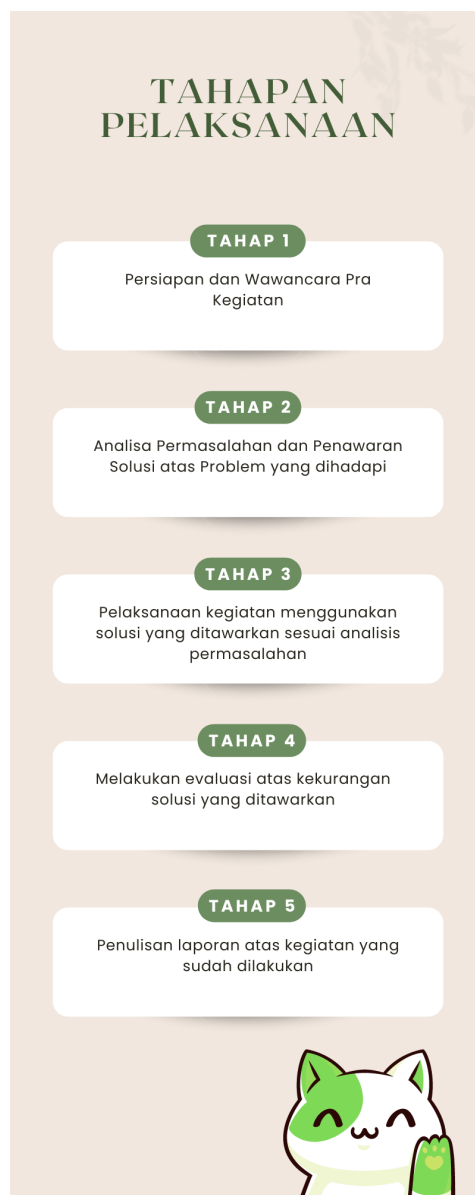 TAHAPAN
PELAKSANAAN
TAHAP 1
Persiapan dan Wawancara Pra
Kegiatan
TAHAP 2
Analisa Permasalahan dan Penawaran
Solusi atas Problem yang dihadapi
TAHAP 3
Pelaksanaan kegiatan menggunakan
solusi yang ditawarkan sesuai analisis
permasalahan
TAHAP 4
Melakukan evaluasi atas kekurangan
solusi yang ditawarkan
TAHAP 5
Penulisan laporan atas kegiatan yang
sudah dilakukan